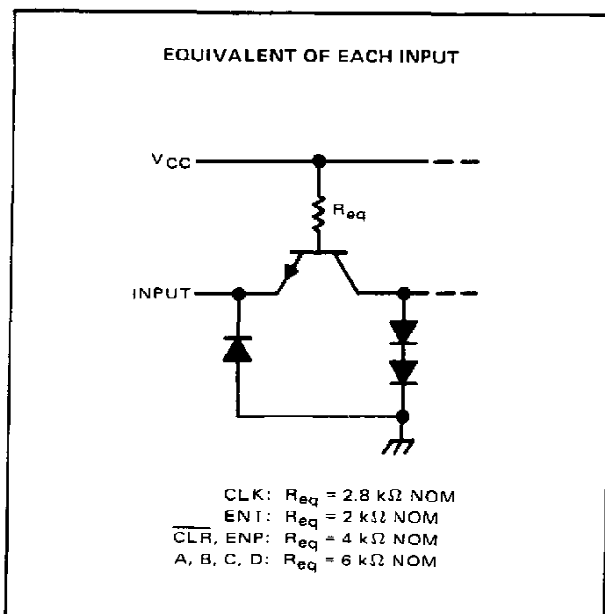 EQUIVALENT OF EACH INPUT
VCC
Req
INPUT
CLK: Req = 2.8 kΩ NOM
ENT: Req = 2 kΩ NOM
C̅L̅R̅, ENP: Req = 4 kΩ NOM
A, B, C, D: Req = 6 kΩ NOM